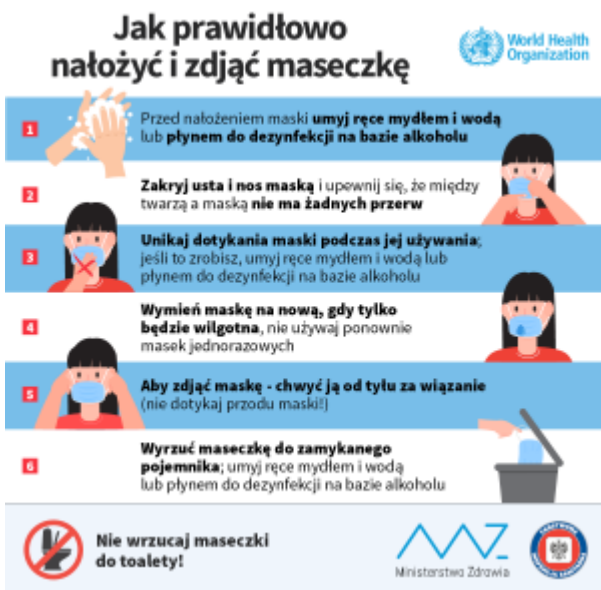 Jak prawidłowo
nałożyć i zdjąć maseczkę
World Health
Organization
1
Przed nałożeniem maski umyj ręce mydłem i wodą
lub płynem do dezynfekcji na bazie alkoholu
2
Zakryj usta i nos maską i upewnij się, że między
twarzą a maską nie ma żadnych przerw
3
Unikaj dotykania maski podczas jej używania;
jeśli to zrobisz, umyj ręce mydłem i wodą lub
płynem do dezynfekcji na bazie alkoholu
4
Wymień maskę na nową, gdy tylko
będzie wilgotna, nie używaj ponownie
masek jednorazowych
5
Aby zdjąć maskę - chwyć ją od tyłu za wiązanie
(nie dotykaj przodu maski!)
6
Wyrzuć maseczkę do zamykanego
pojemnika; umyj ręce mydłem i wodą
lub płynem do dezynfekcji na bazie alkoholu
Nie wrzucaj maseczki
do toalety!
Ministerstwo Zdrowia